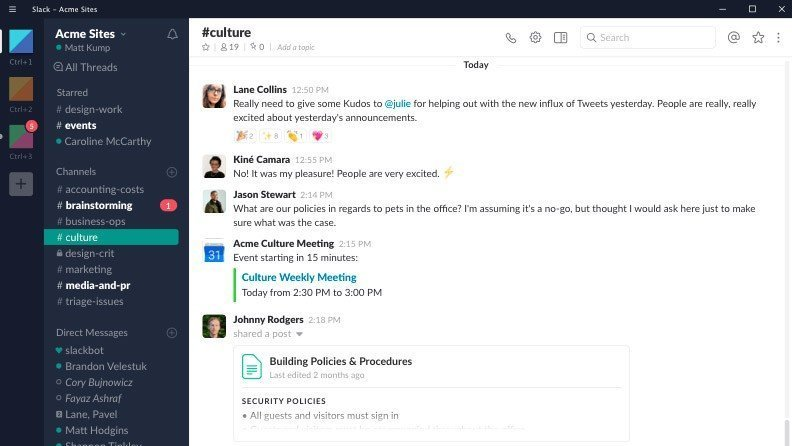 Slack – Acme Sites
Ctrl+1
Ctrl+2
5
Ctrl+3
Acme Sites
Matt Kump
All Threads
Starred
# design-work
# events
Caroline McCarthy
Channels
# accounting-costs
# brainstorming 1
# business-ops
# culture
design-crit
# marketing
# media-and-pr
# triage-issues
Direct Messages
slackbot
Brandon Velestuk
Cory Bujnowicz
Fayaz Ashraf
2 Lane, Pavel
Matt Hodgins
#culture
19 | 0 | Add a topic
Search
Today
Lane Collins 12:50 PM
Really need to give some Kudos to @julie for helping out with the new influx of Tweets yesterday. People are really, really
excited about yesterday's announcements.
2 8 1 3
Kiné Camara 12:55 PM
No! It was my pleasure! People are very excited.
Jason Stewart 2:14 PM
What are our policies in regards to pets in the office? I'm assuming it's a no-go, but thought I would ask here just to make
sure what was the case.
31
Acme Culture Meeting 2:15 PM
Event starting in 15 minutes:
Culture Weekly Meeting
Today from 2:30 PM to 3:00 PM
Johnny Rodgers 2:18 PM
shared a post
Building Policies & Procedures
Last edited 2 months ago
SECURITY POLICIES
• All guests and visitors must sign in